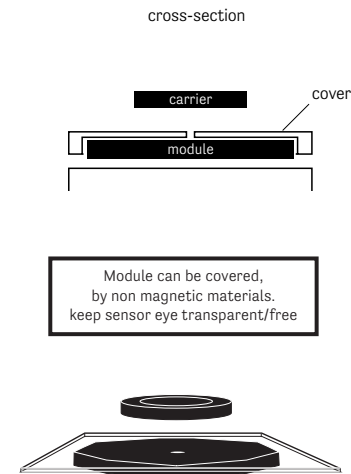 cross-section
carrier
cover
module
Module can be covered,
by non magnetic materials.
keep sensor eye transparent/free